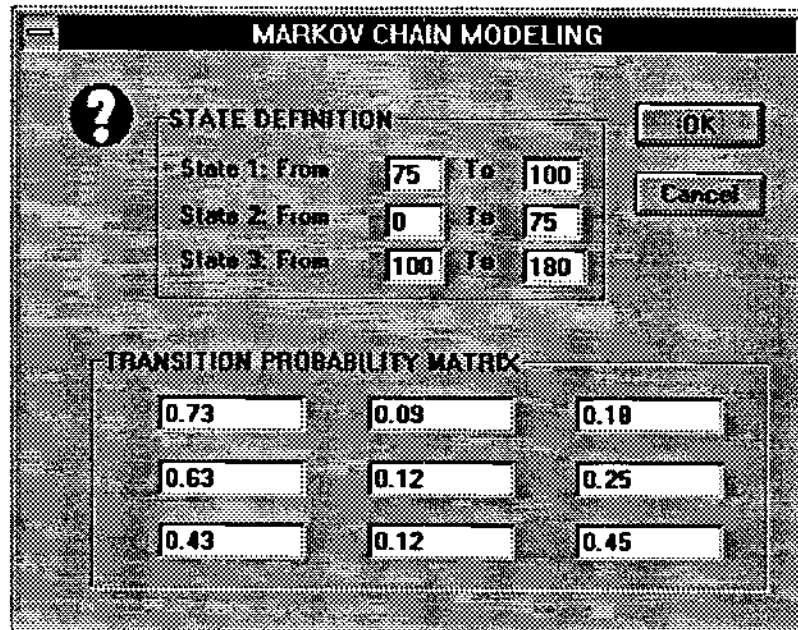 MARKOV CHAIN MODELING
STATE DEFINITION
State 1: From 75 To 100
State 2: From 0 To 75
State 3: From 100 To 180
OK
Cancel
TRANSITION PROBABILITY MATRIX
0.73 0.09 0.18
0.63 0.12 0.25
0.43 0.12 0.45